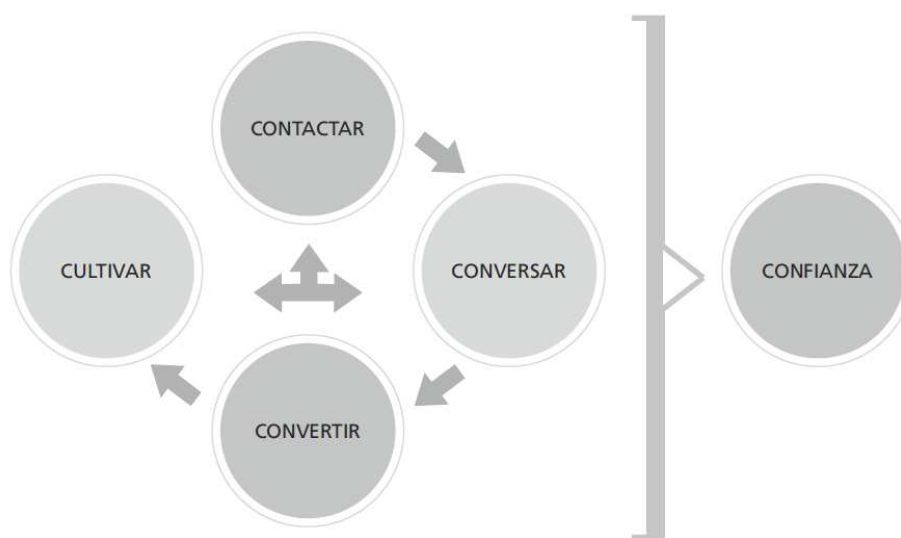 CONTACTAR
CULTIVAR
CONVERSAR
CONFIANZA
CONVERTIR